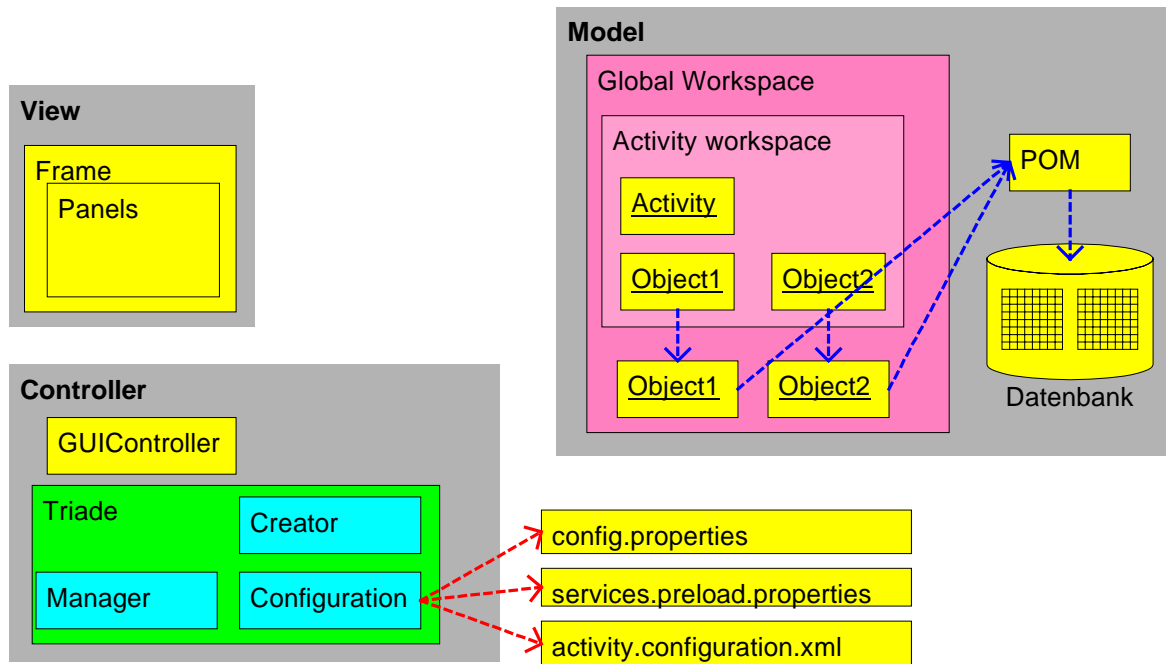 Model
Global Workspace
Activity workspace
Activity
Object1
Object2
Object1
Object2
POM
Datenbank
View
Frame
Panels
Controller
GUIController
Triade
Creator
Manager
Configuration
config.properties
services.preload.properties
activity.configuration.xml